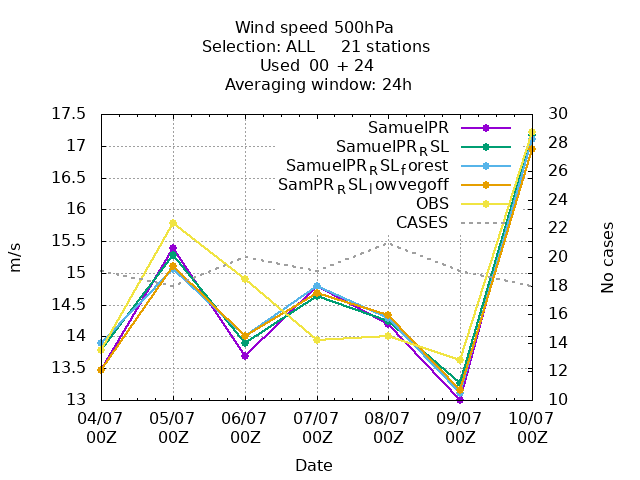 Wind speed 500hPa
Selection: ALL 21 stations
Used 00 + 24
Averaging window: 24h
17.5
17
16.5
16
15.5
15
14.5
14
13.5
13
30
28
26
24
22
20
18
16
14
12
10
SamuelPR
SamuelPR_RSL
SamuelPR_RSL_forest
SamPR_RSL_lowvegoff
OBS
CASES
m/s
No cases
04/07 05/07 06/07 07/07 08/07 09/07 10/07
00Z 00Z 00Z 00Z 00Z 00Z 00Z
Date